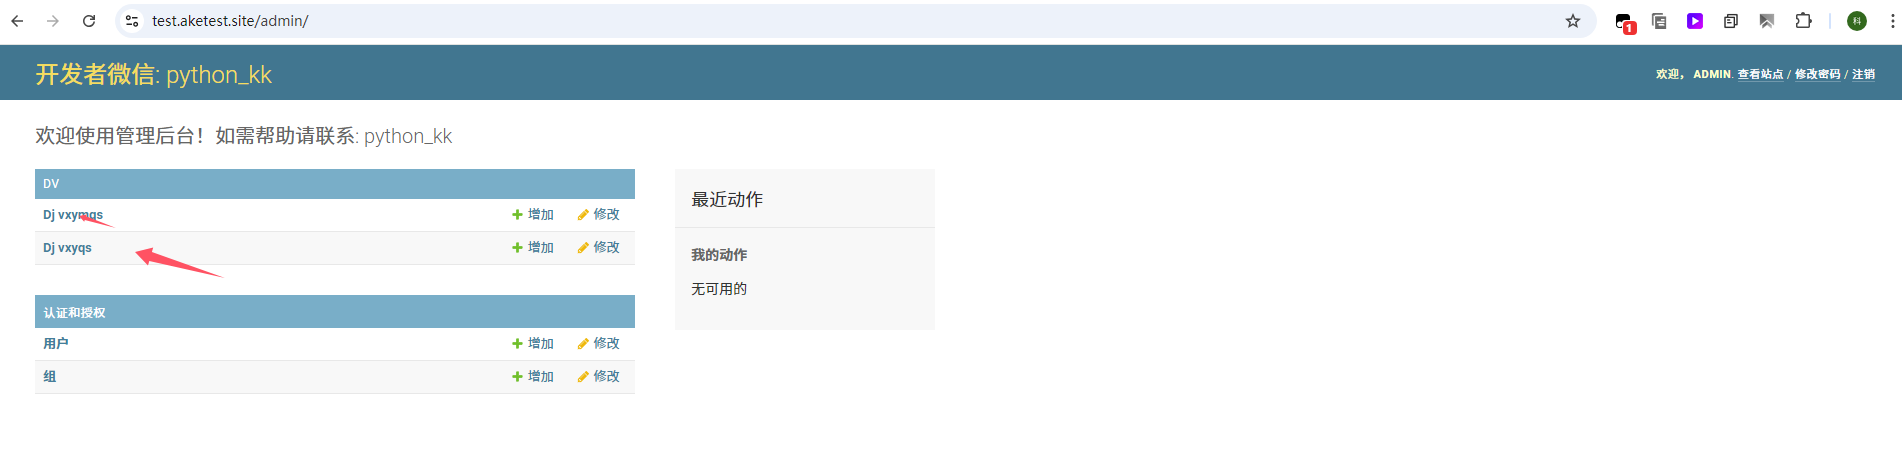 test.aketest.site/admin/
1
科
开发者微信: python_kk
欢迎， ADMIN. 查看站点 / 修改密码 / 注销
欢迎使用管理后台！如需帮助请联系: python_kk
DV
Dj vxymqs 增加 修改
Dj vxyqs 增加 修改
认证和授权
用户 增加 修改
组 增加 修改
最近动作
我的动作
无可用的